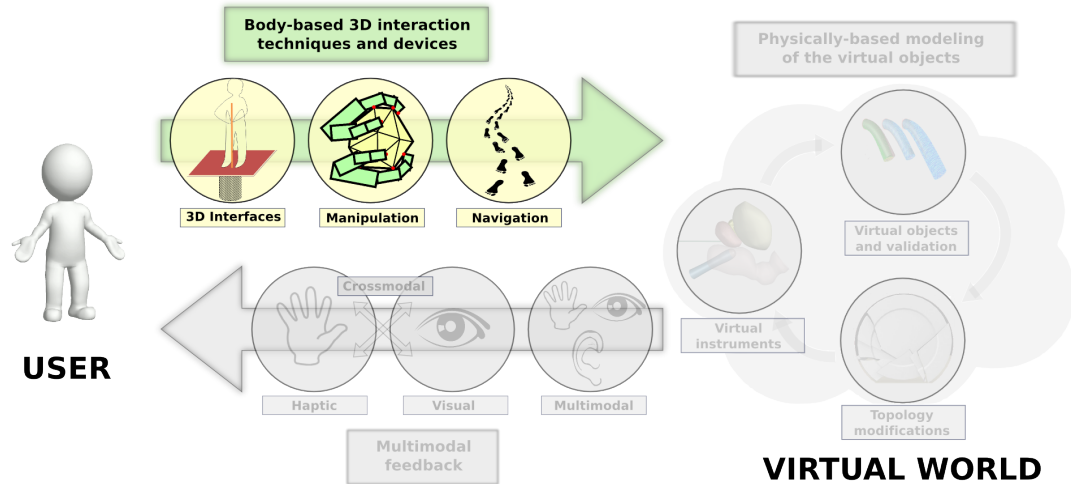 Body-based 3D interaction
techniques and devices
Physically-based modeling
of the virtual objects
3D Interfaces
Manipulation
Navigation
Virtual objects
and validation
Crossmodal
Virtual
instruments
USER
Haptic
Visual
Multimodal
Topology
modifications
Multimodal
feedback
VIRTUAL WORLD